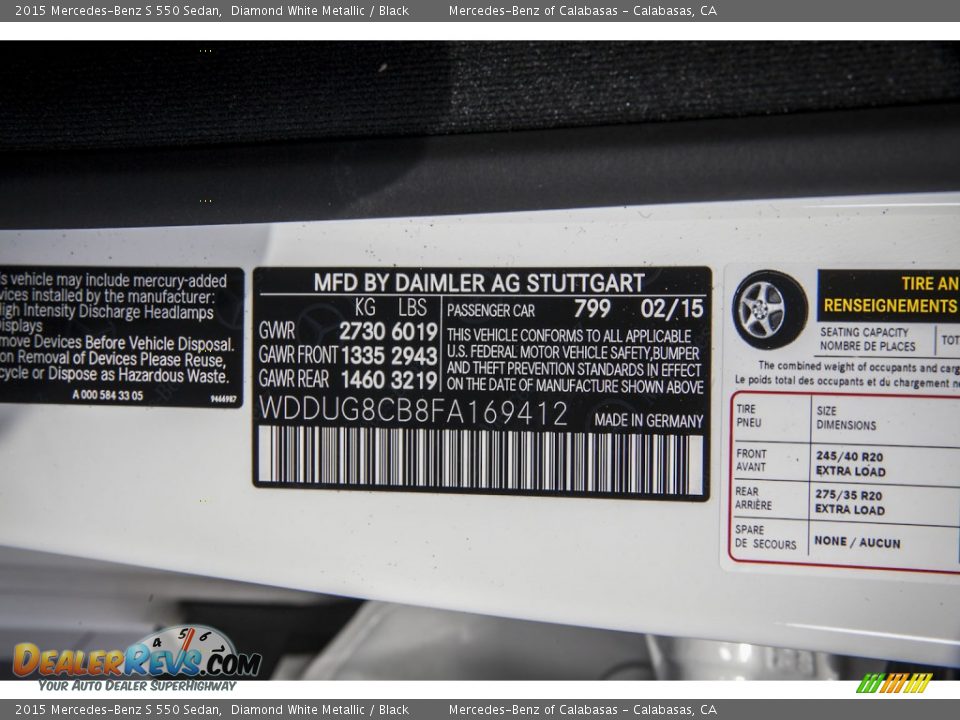 2015 Mercedes-Benz S 550 Sedan, Diamond White Metallic / Black Mercedes-Benz of Calabasas - Calabasas, CA
s vehicle may include mercury-added
vices installed by the manufacturer:
High Intensity Discharge Headlamps
isplays
move Devices Before Vehicle Disposal.
on Removal of Devices Please Reuse,
cycle or Dispose as Hazardous Waste.
A 000 584 33 05 9464987
MFD BY DAIMLER AG STUTTGART
KG LBS
GVWR 2730 6019
GAWR FRONT 1335 2943
GAWR REAR 1460 3219
PASSENGER CAR 799 02/15
THIS VEHICLE CONFORMS TO ALL APPLICABLE
U.S. FEDERAL MOTOR VEHICLE SAFETY,BUMPER
AND THEFT PREVENTION STANDARDS IN EFFECT
ON THE DATE OF MANUFACTURE SHOWN ABOVE
WDDUG8CB8FA169412 MADE IN GERMANY
TIRE AN
RENSEIGNEMENTS
SEATING CAPACITY
NOMBRE DE PLACES
TOT
The combined weight of occupants and carg
Le poids total des occupants et du chargement ne
TIRE
PNEU
SIZE
DIMENSIONS
FRONT
AVANT
245/40 R20
EXTRA LOAD
REAR
ARRIÈRE
275/35 R20
EXTRA LOAD
SPARE
DE SECOURS
NONE / AUCUN
4 5 6
DealerRevs.com
Your Auto Dealer SuperHighway
2015 Mercedes-Benz S 550 Sedan, Diamond White Metallic / Black Mercedes-Benz of Calabasas - Calabasas, CA